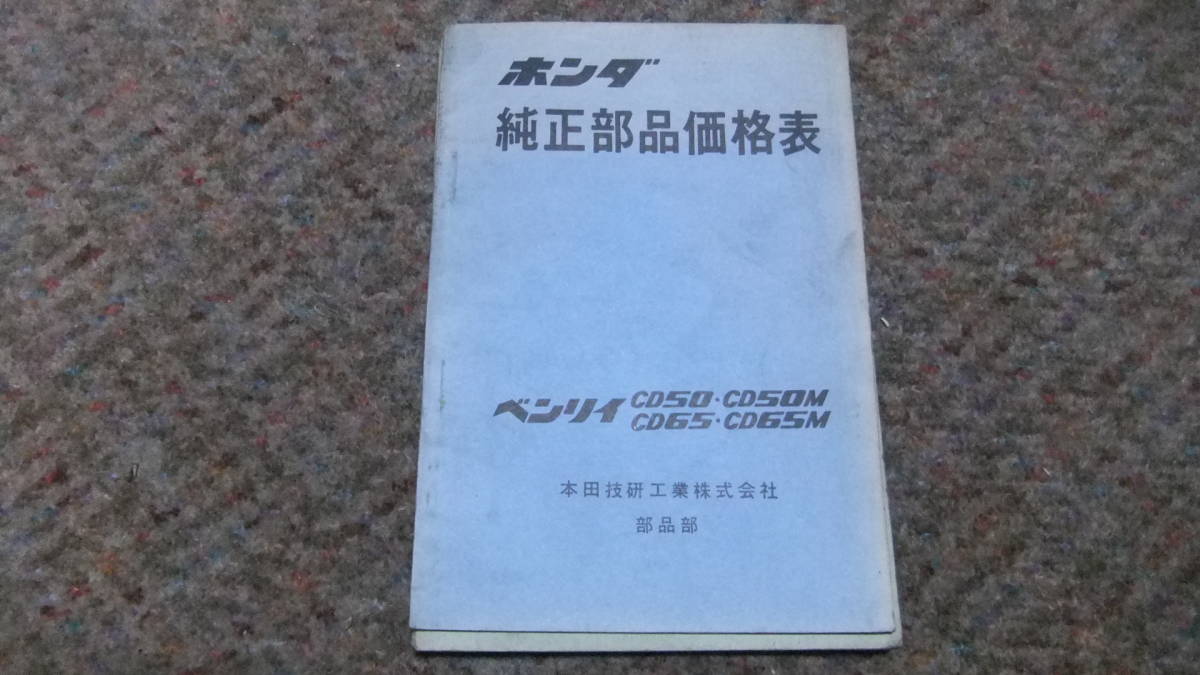 ホンダ
純正部品価格表
ベンリイ CD50・CD50M
CD65・CD65M
本田技研工業株式会社
部品部